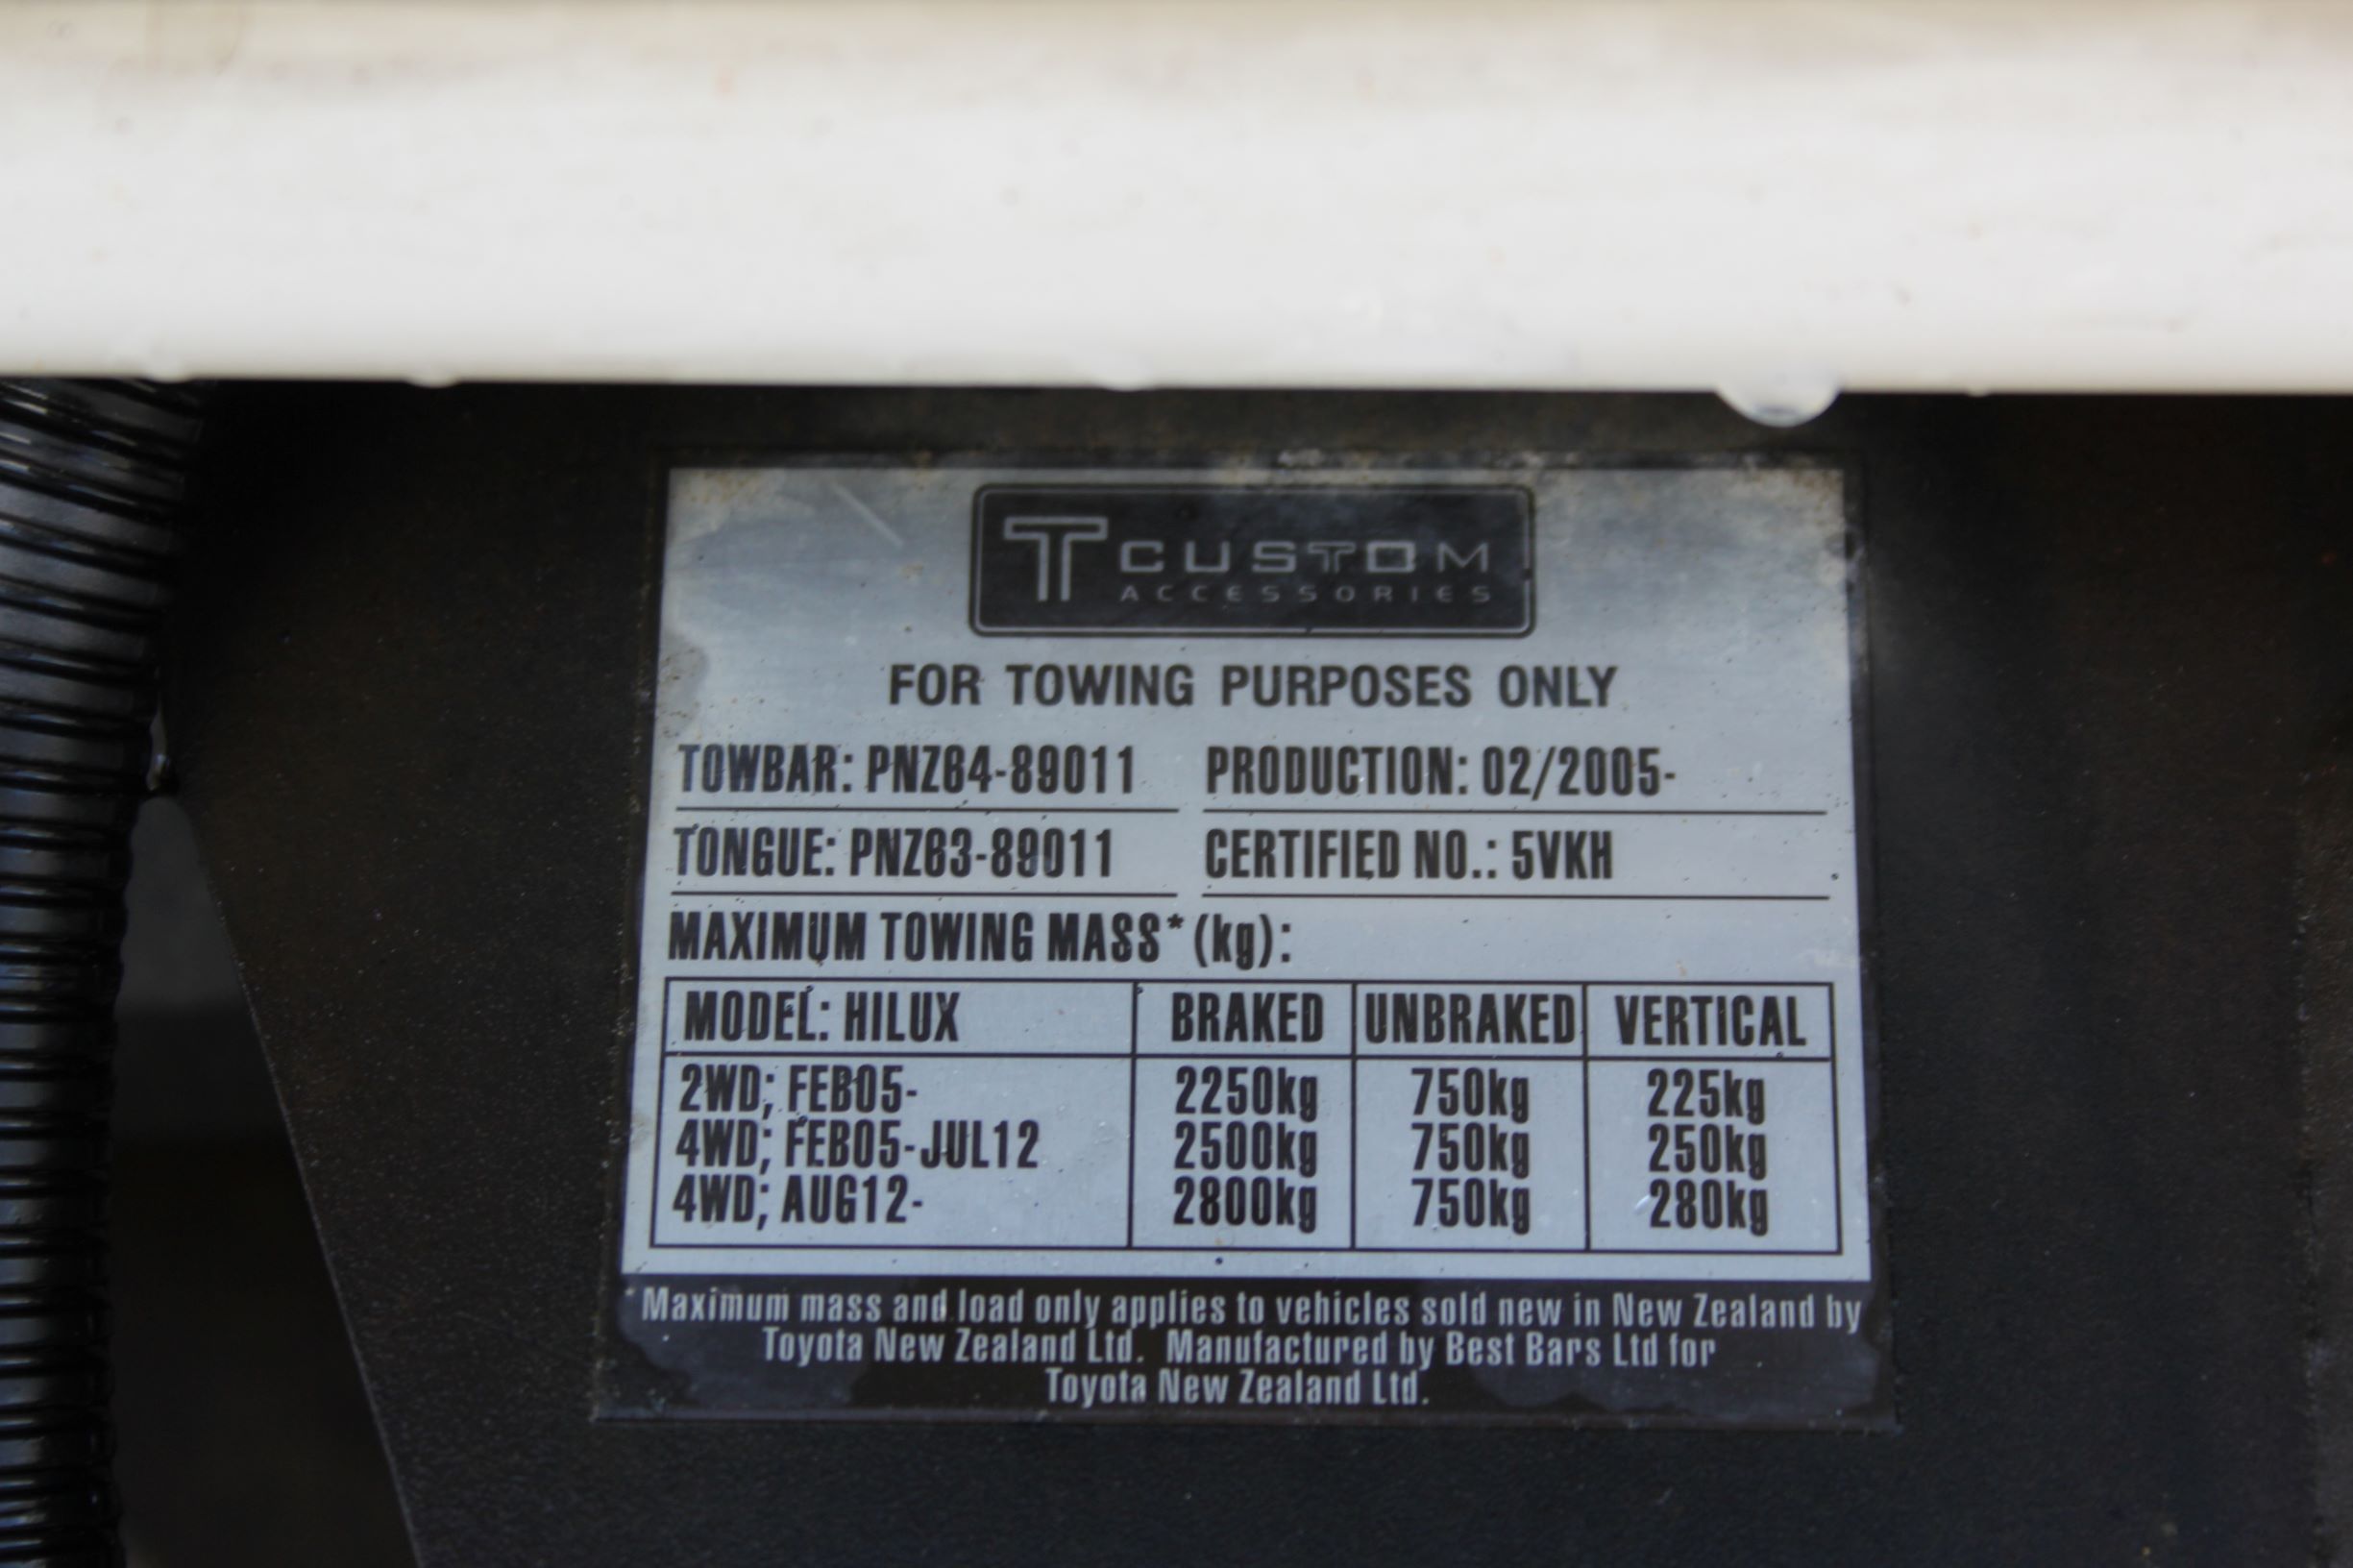 T CUSTOM
ACCESSORIES
FOR TOWING PURPOSES ONLY
TOWBAR: PNZ64-89011 PRODUCTION: 02/2005-
TONGUE: PNZ63-89011 CERTIFIED NO.: 5VKH
MAXIMUM TOWING MASS* (kg):
MODEL: HILUX BRAKED UNBRAKED VERTICAL
2WD; FEB05- 2250kg 750kg 225kg
4WD; FEB05-JUL12 2500kg 750kg 250kg
4WD; AUG12- 2800kg 750kg 280kg
*Maximum mass and load only applies to vehicles sold new in New Zealand by
Toyota New Zealand Ltd. Manufactured by Best Bars Ltd for
Toyota New Zealand Ltd.